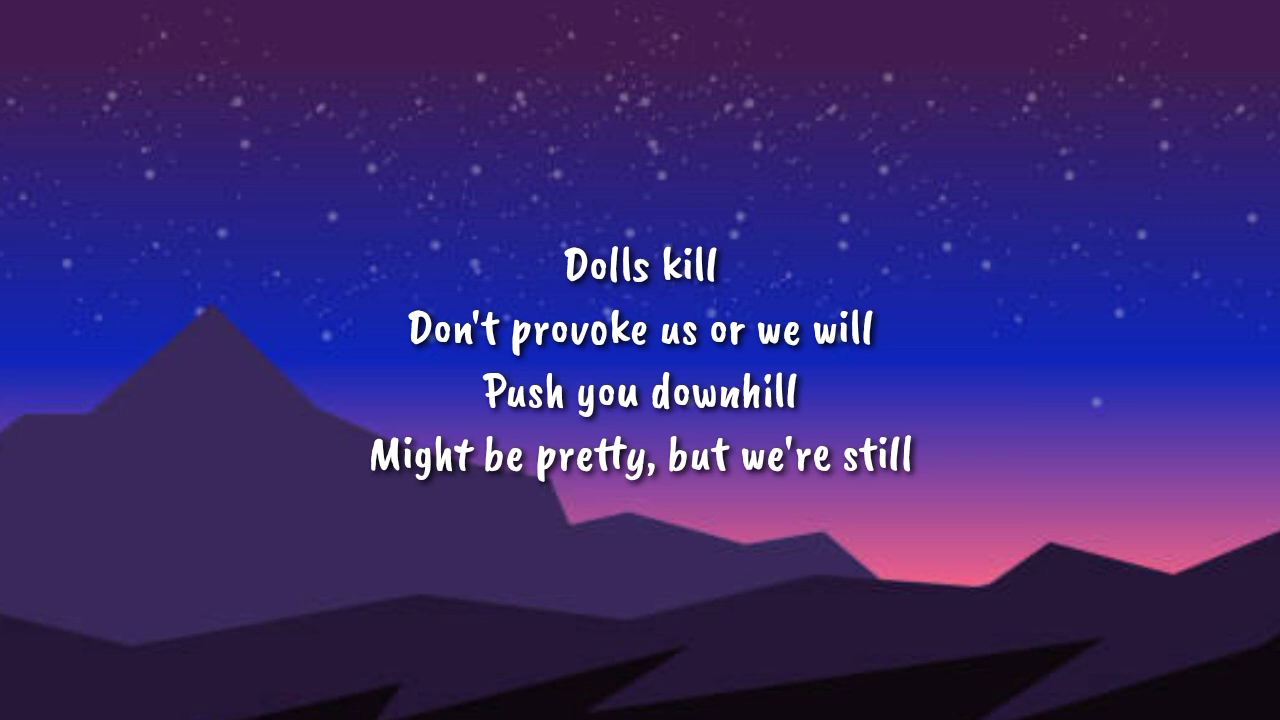 Dolls kill
Don't provoke us or we will
Push you downhill
Might be pretty, but we're still